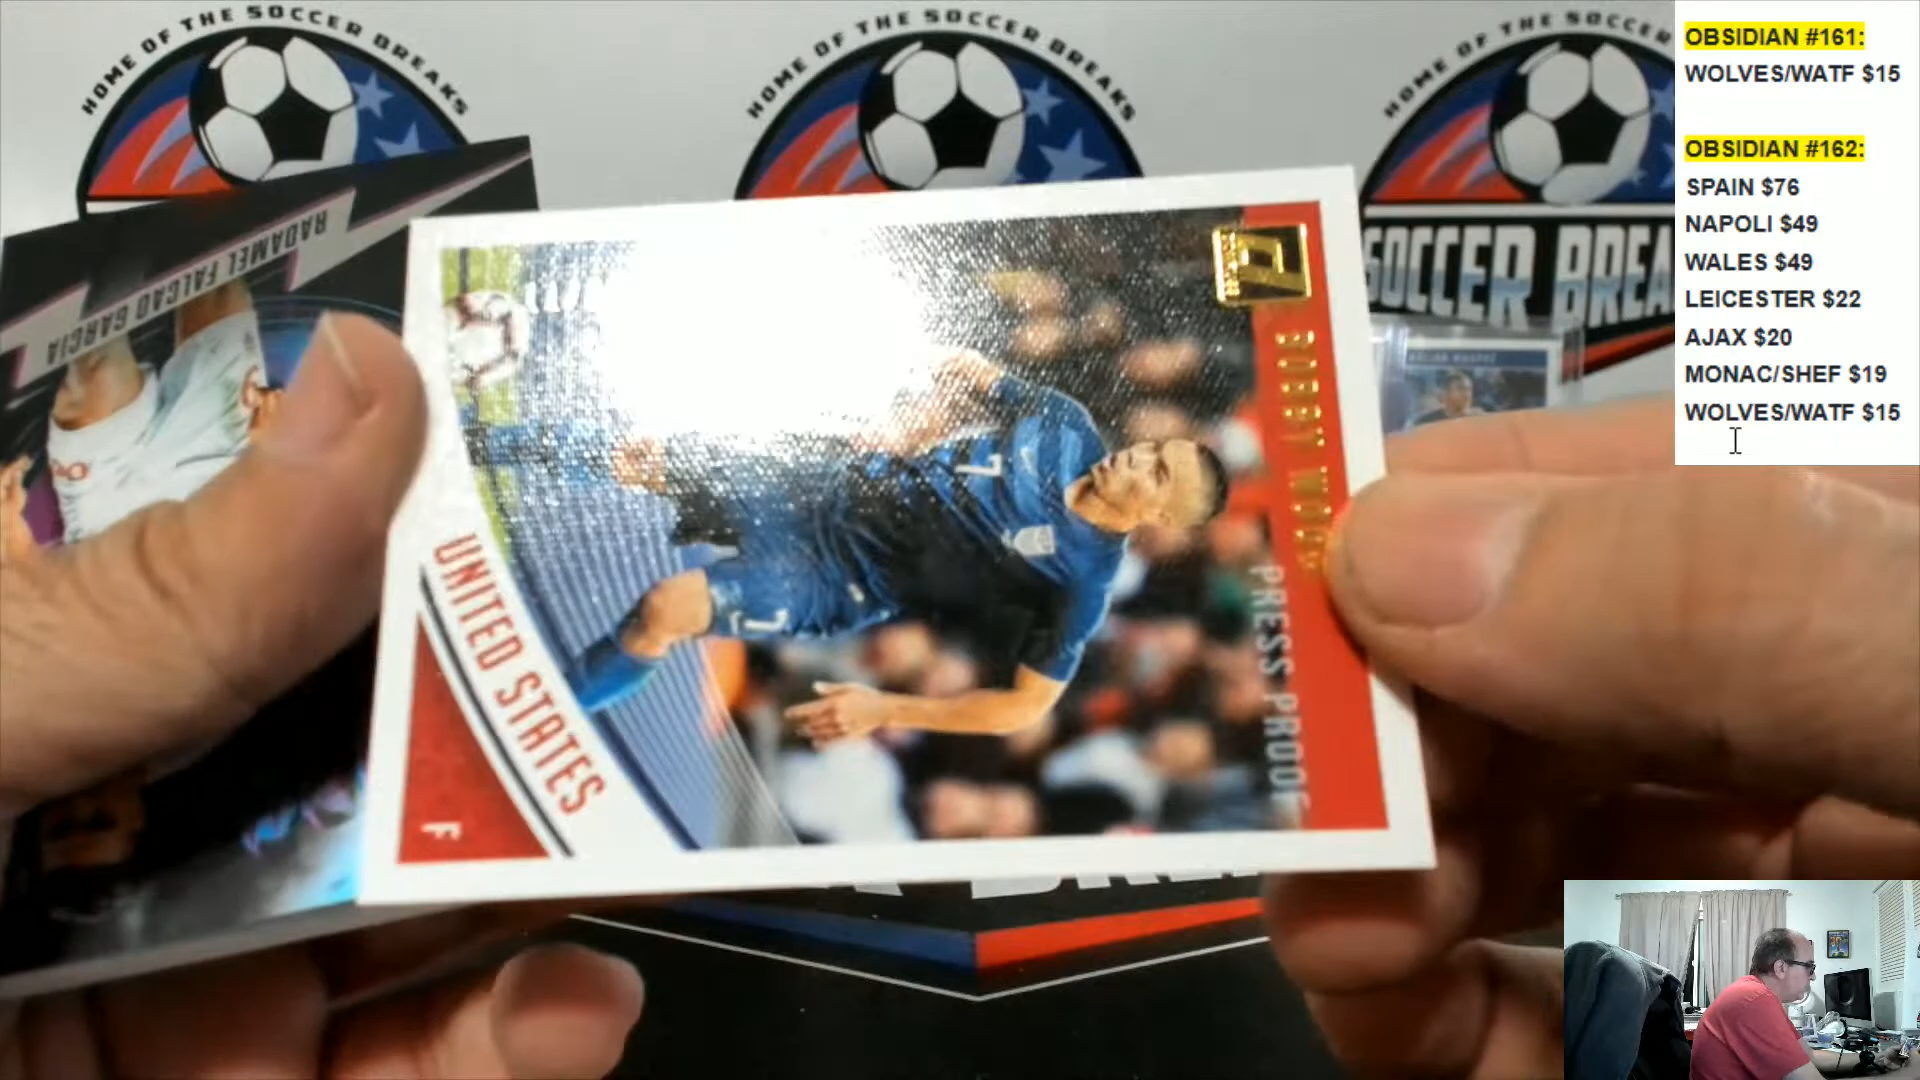 HOME OF THE SOCCER BREAKS
HOME OF THE SOCCER BREAKS
HOME OF THE SOCCER
SOCCER BREA
RADAMEL FALCAO GARCIA
BOBBY WOOD
PRESS PROOF
7
7
UNITED STATES
F
OBSIDIAN #161:
WOLVES/WATF $15
OBSIDIAN #162:
SPAIN $76
NAPOLI $49
WALES $49
LEICESTER $22
AJAX $20
MONAC/SHEF $19
WOLVES/WATF $15